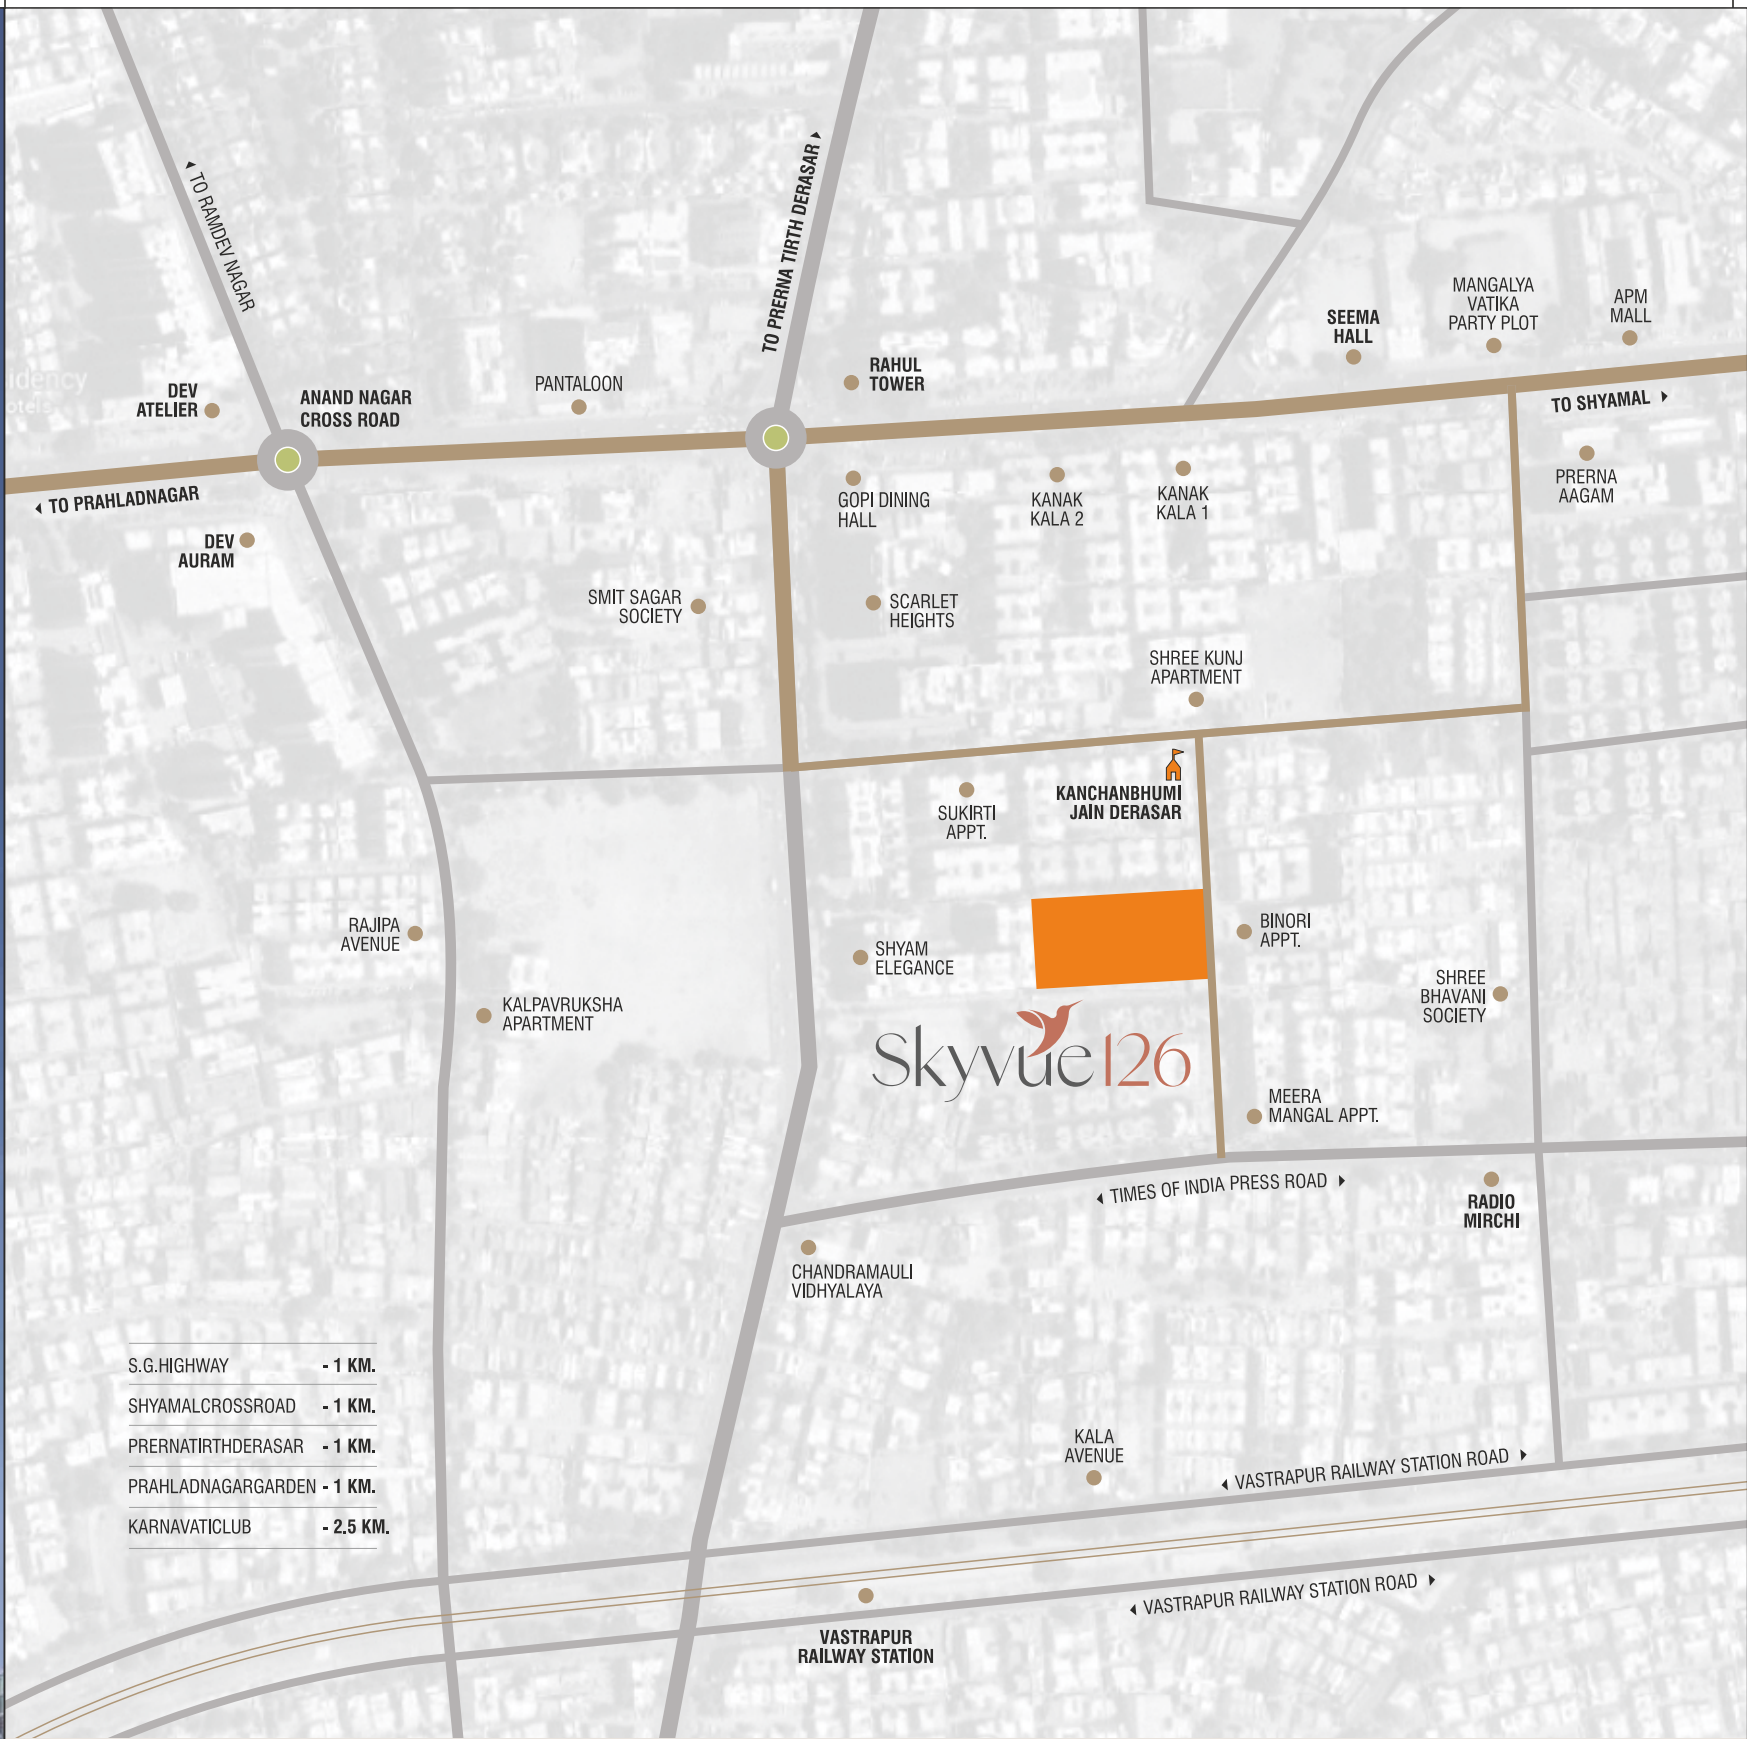 TO RAMDEV NAGAR
TO PRERNA TIRTH DERASAR
MANGALYA
VATIKA
PARTY PLOT
APM
MALL
SEEMA
HALL
RAHUL
TOWER
PANTALOON
DEV
ATELIER
ANAND NAGAR
CROSS ROAD
idency
otels
TO SHYAMAL
TO PRAHLADNAGAR
GOPI DINING
HALL
KANAK
KALA 2
KANAK
KALA 1
PRERNA
AAGAM
DEV
AURAM
SMIT SAGAR
SOCIETY
SCARLET
HEIGHTS
SHREE KUNJ
APARTMENT
KANCHANBHUMI
JAIN DERASAR
SUKIRTI
APPT.
RAJIPA
AVENUE
SHYAM
ELEGANCE
BINORI
APPT.
SHREE
BHAVANI
SOCIETY
KALPAVRUKSHA
APARTMENT
Skyvue126
MEERA
MANGAL APPT.
TIMES OF INDIA PRESS ROAD
RADIO
MIRCHI
CHANDRAMAULI
VIDHYALAYA
S.G.HIGHWAY - 1 KM.
SHYAMALCROSSROAD - 1 KM.
PRERNATIRTHDERASAR - 1 KM.
PRAHLADNAGARGARDEN - 1 KM.
KARNAVATICLUB - 2.5 KM.
KALA
AVENUE
VASTRAPUR RAILWAY STATION ROAD
VASTRAPUR RAILWAY STATION ROAD
VASTRAPUR
RAILWAY STATION